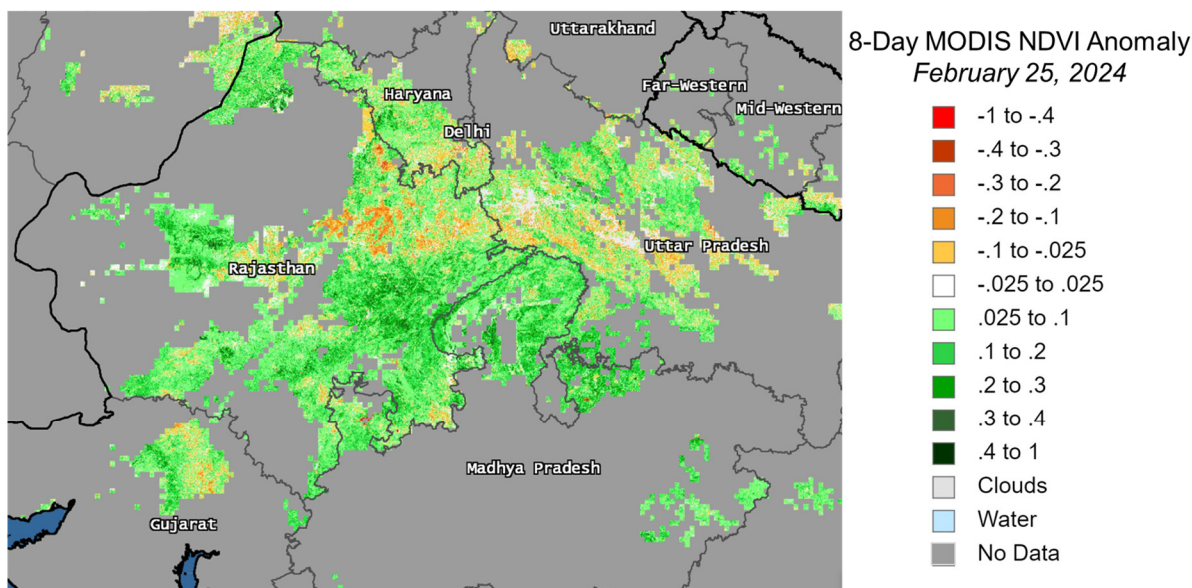 Uttarakhand
Far-Western
Mid-Western
Haryana
Delhi
Uttar Pradesh
Rajasthan
Madhya Pradesh
Gujarat
8-Day MODIS NDVI Anomaly
February 25, 2024
-1 to -.4
-.4 to -.3
-.3 to -.2
-.2 to -.1
-.1 to -.025
-.025 to .025
.025 to .1
.1 to .2
.2 to .3
.3 to .4
.4 to 1
Clouds
Water
No Data